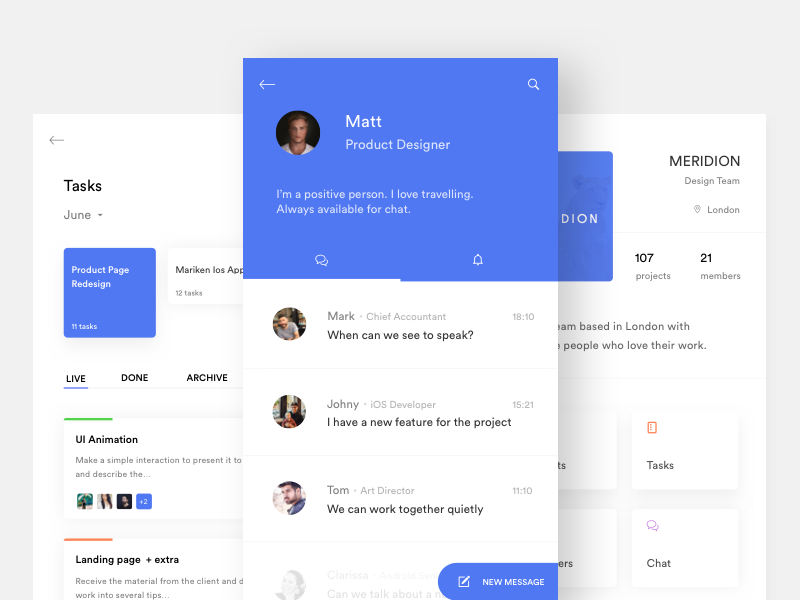 Tasks
June
Product Page
Redesign
11 tasks
Mariken Ios App
12 tasks
LIVE
DONE
ARCHIVE
UI Animation
Make a simple interaction to present it to
and describe the...
+2
Landing page + extra
Receive the material from the client and d
work into several tips...
Matt
Product Designer
I'm a positive person. I love travelling.
Always available for chat.
Mark · Chief Accountant
18:10
When can we see to speak?
Johny · iOS Developer
15:21
I have a new feature for the project
Tom · Art Director
11:10
We can work together quietly
Clarissa · Android
Can we talk about a
NEW MESSAGE
DION
MERIDION
Design Team
London
107
projects
21
members
eam based in London with
people who love their work.
ts
Tasks
ers
Chat